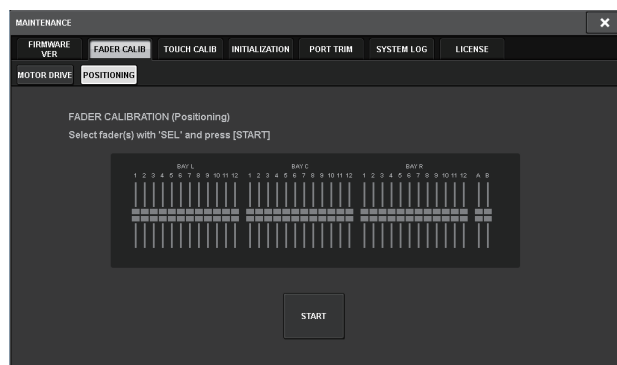 MAINTENANCE
FIRMWARE VER
FADER CALIB
TOUCH CALIB
INITIALIZATION
PORT TRIM
SYSTEM LOG
LICENSE
MOTOR DRIVE
POSITIONING
FADER CALIBRATION (Positioning)
Select fader(s) with 'SEL' and press [START]
BAY L BAY C BAY R
1 2 3 4 5 6 7 8 9 10 11 12 1 2 3 4 5 6 7 8 9 10 11 12 1 2 3 4 5 6 7 8 9 10 11 12 A B
START